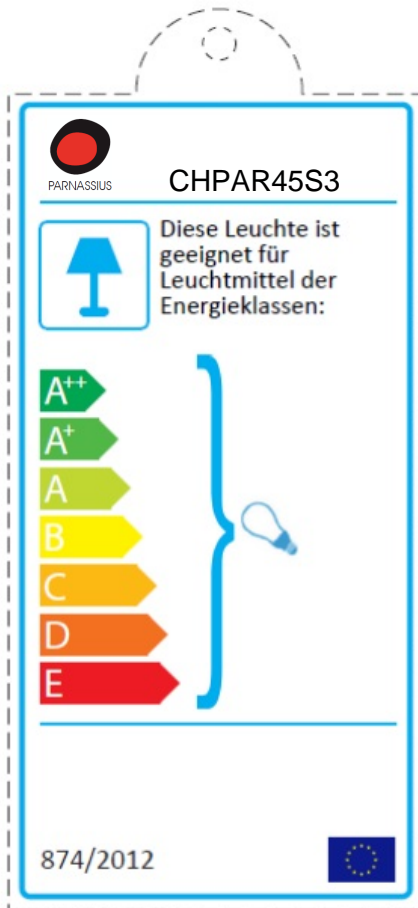 PARNASSIUS
CHPAR45S3
Diese Leuchte ist
geeignet für
Leuchtmittel der
Energieklassen:
A++
A+
A
B
C
D
E
874/2012